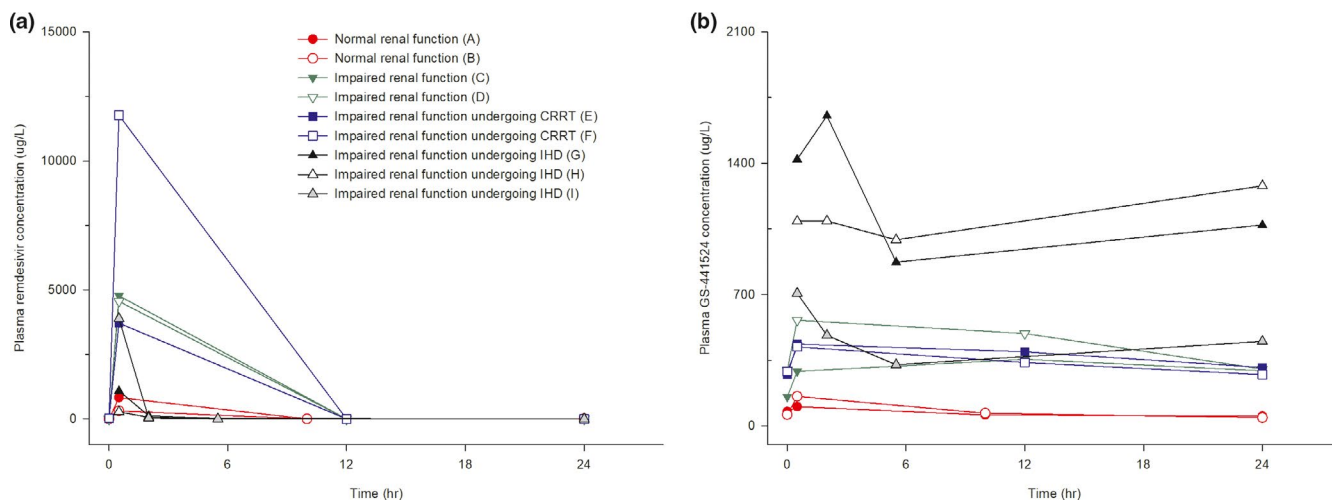 (a)
15000
10000
5000
0
Plasma remdesivir concentration (ug/L)
Normal renal function (A)
Normal renal function (B)
Impaired renal function (C)
Impaired renal function (D)
Impaired renal function undergoing CRRT (E)
Impaired renal function undergoing CRRT (F)
Impaired renal function undergoing IHD (G)
Impaired renal function undergoing IHD (H)
Impaired renal function undergoing IHD (I)
0 6 12 18 24
Time (hr)
(b)
2100
1400
700
0
Plasma GS-441524 concentration (ug/L)
0 6 12 18 24
Time (hr)